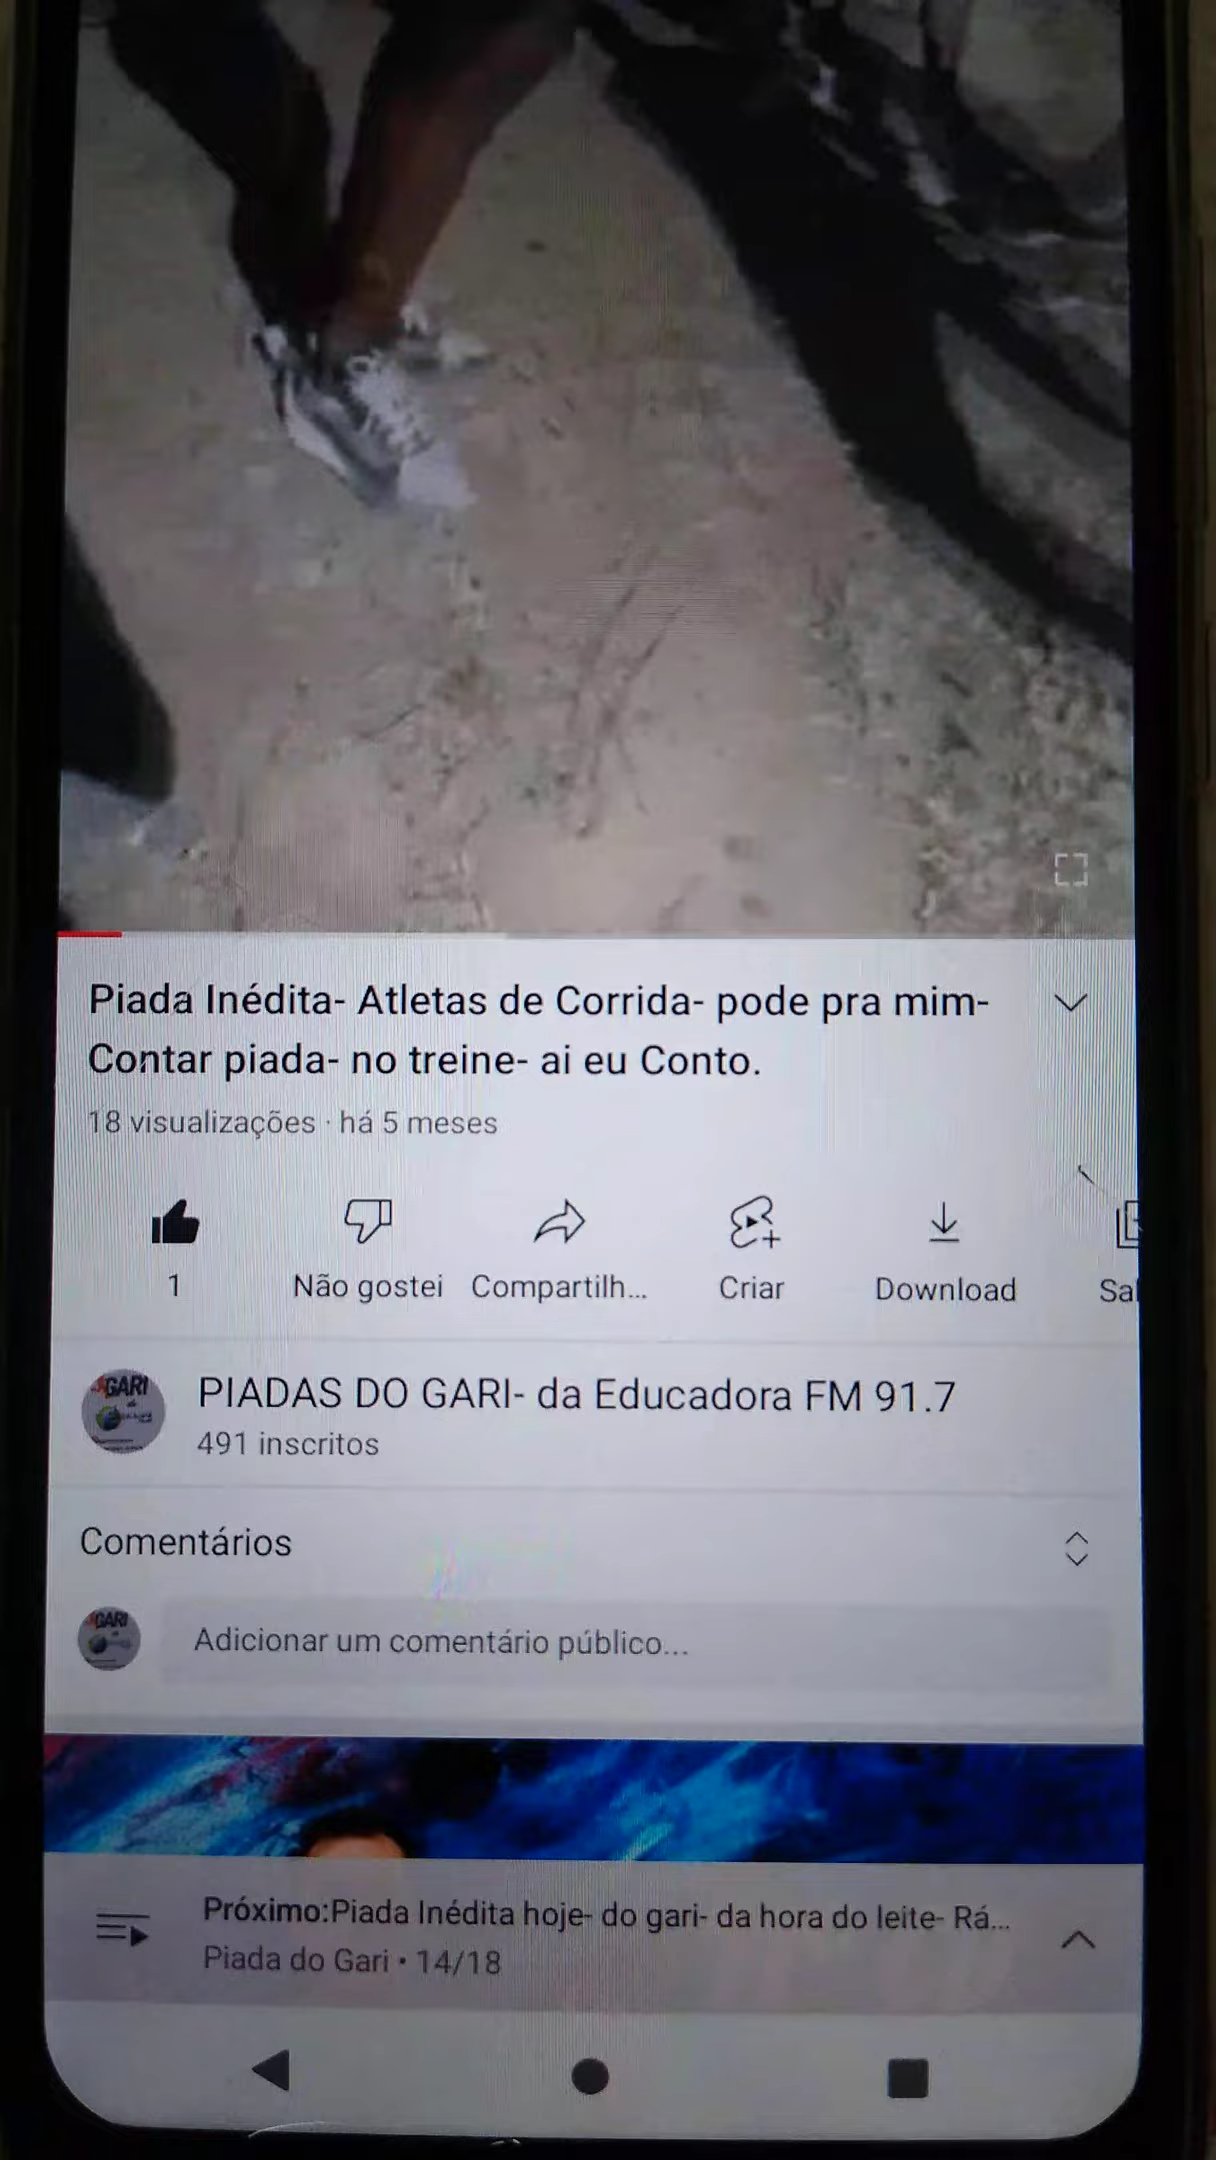 Piada Inédita- Atletas de Corrida- pode pra mim-
Contar piada- no treine- ai eu Conto.
18 visualizações · há 5 meses
1
Não gostei
Compartilh...
Criar
Download
Sal
GARI
PIADAS DO GARI- da Educadora FM 91.7
491 inscritos
Comentários
GARI
Adicionar um comentário público...
Próximo:Piada Inédita hoje- do gari- da hora do leite- Rá...
Piada do Gari • 14/18